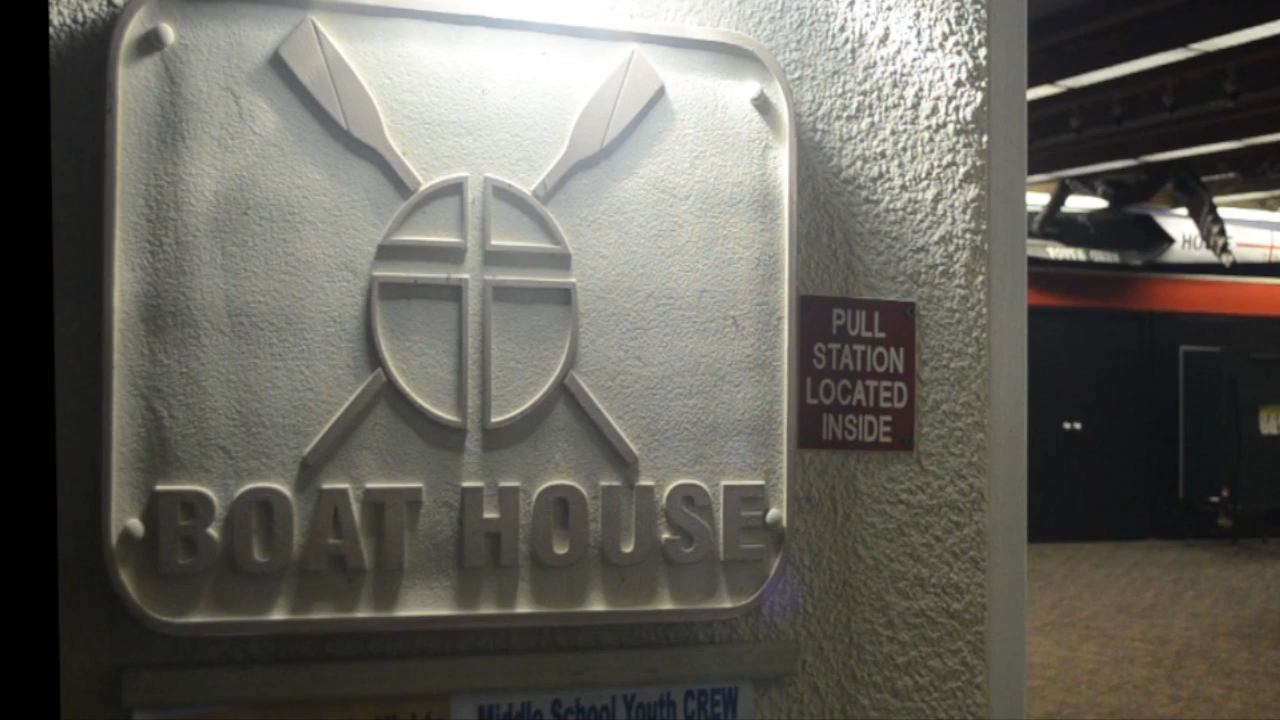 BOAT HOUSE
PULL
STATION
LOCATED
INSIDE
Middle School Youth CREW